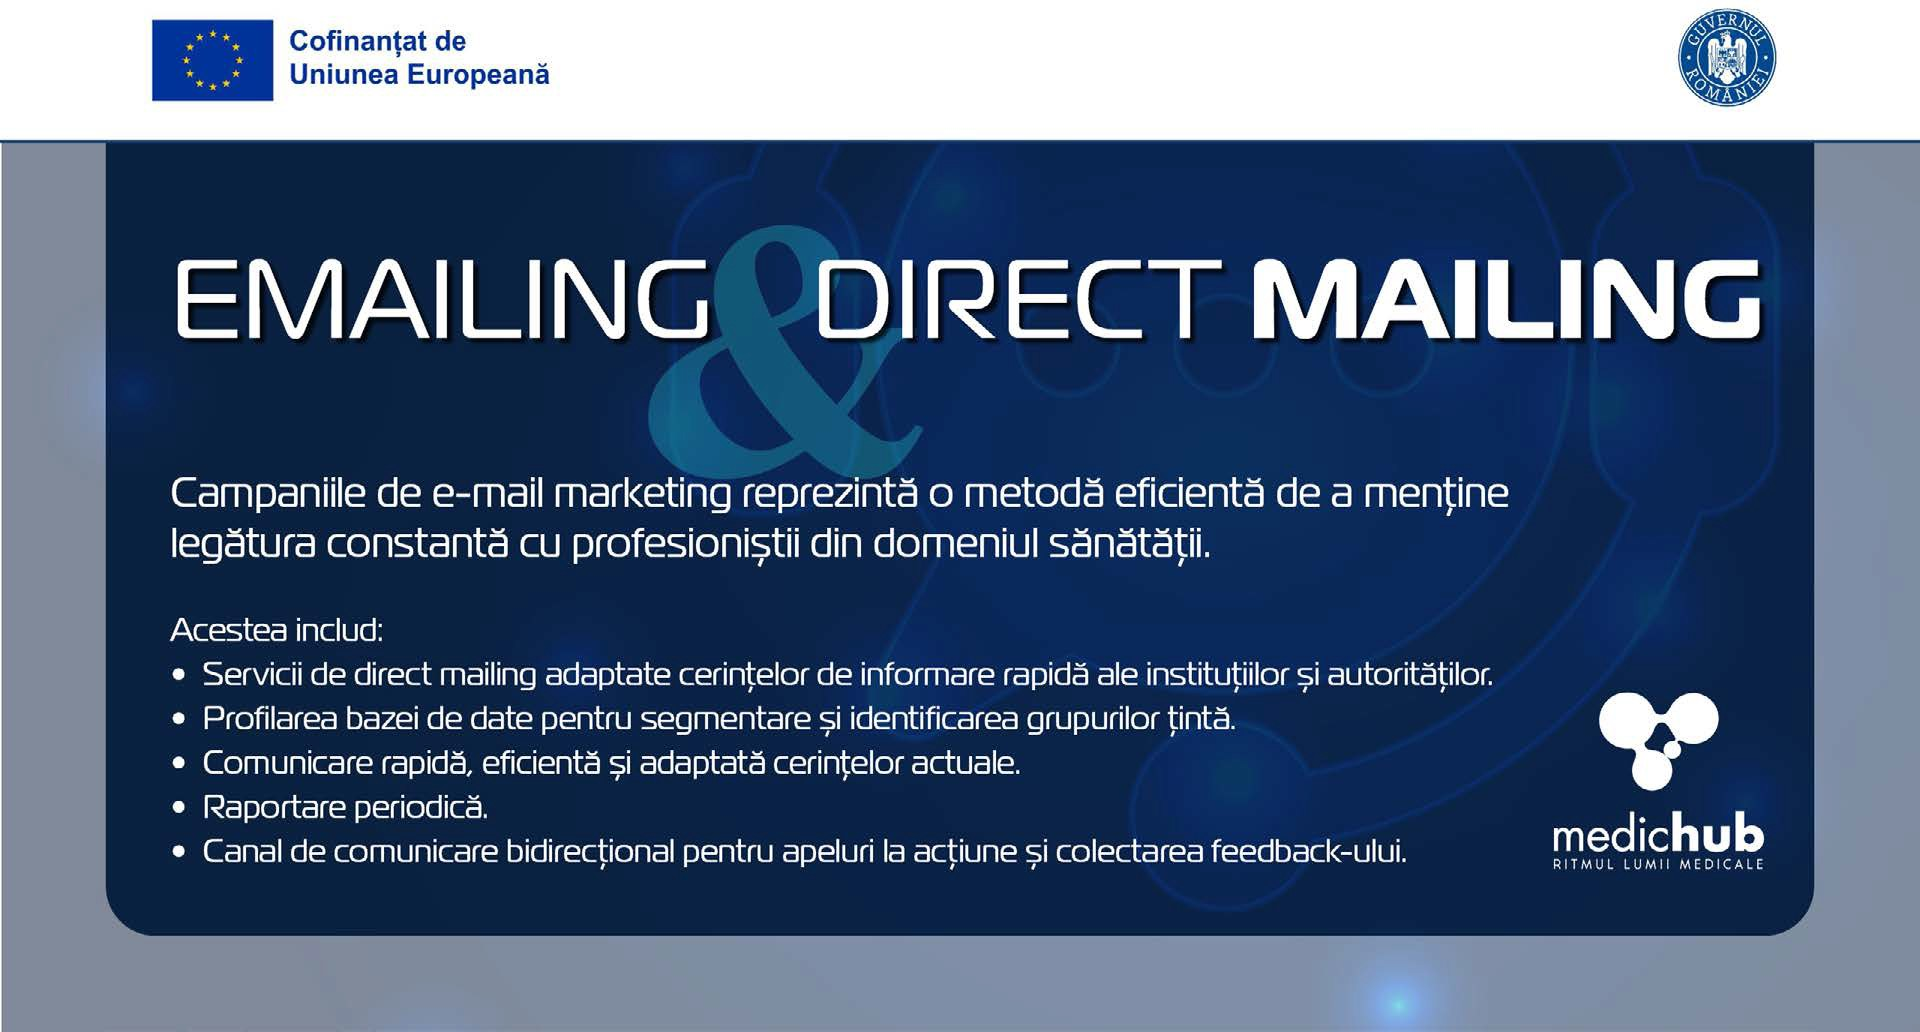 Cofinanțat de
Uniunea Europeană
GUVERNUL ROMÂNIEI
EMAILING & DIRECT MAILING
Campaniile de e-mail marketing reprezintă o metodă eficientă de a menține
legătura constantă cu profesioniștii din domeniul sănătății.
Acestea includ:
• Servicii de direct mailing adaptate cerințelor de informare rapidă ale instituțiilor și autorităților.
• Profilarea bazei de date pentru segmentare și identificarea grupurilor țintă.
• Comunicare rapidă, eficientă și adaptată cerințelor actuale.
• Raportare periodică.
• Canal de comunicare bidirecțional pentru apeluri la acțiune și colectarea feedback-ului.
medichub
RITMUL LUMII MEDICALE